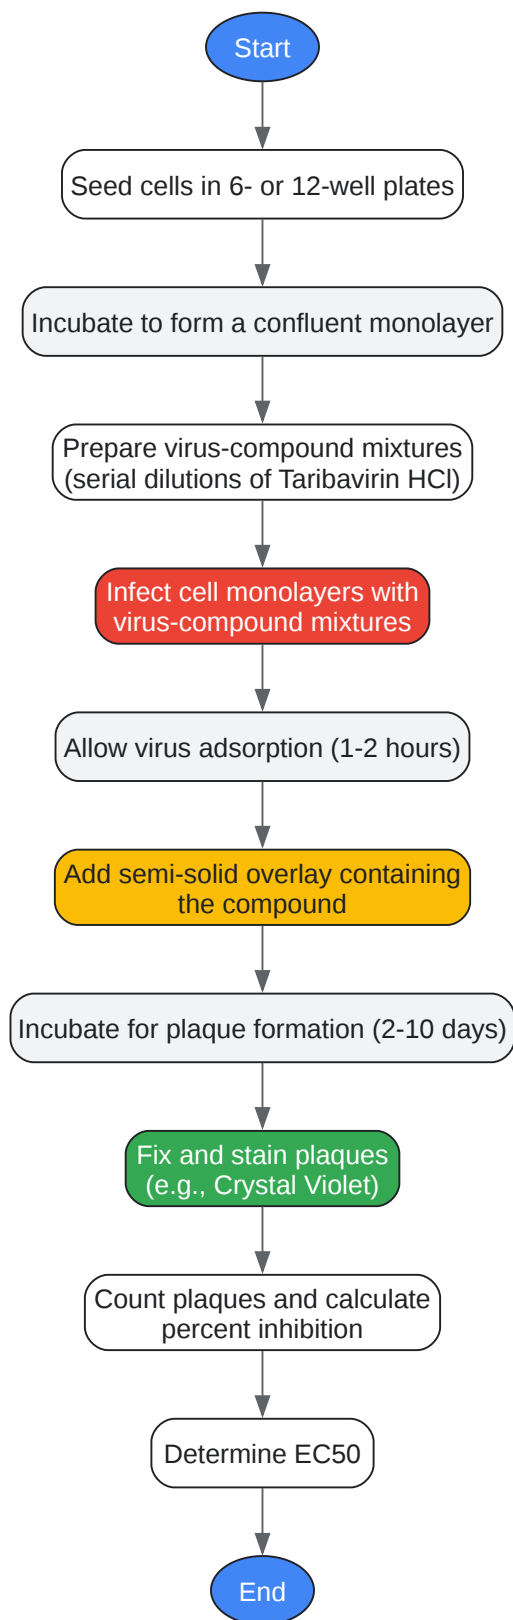 Start
Seed cells in 6- or 12-well plates
Incubate to form a confluent monolayer
Prepare virus-compound mixtures
(serial dilutions of Taribavirin HCl)
Infect cell monolayers with
virus-compound mixtures
Allow virus adsorption (1-2 hours)
Add semi-solid overlay containing
the compound
Incubate for plaque formation (2-10 days)
Fix and stain plaques
(e.g., Crystal Violet)
Count plaques and calculate
percent inhibition
Determine EC50
End